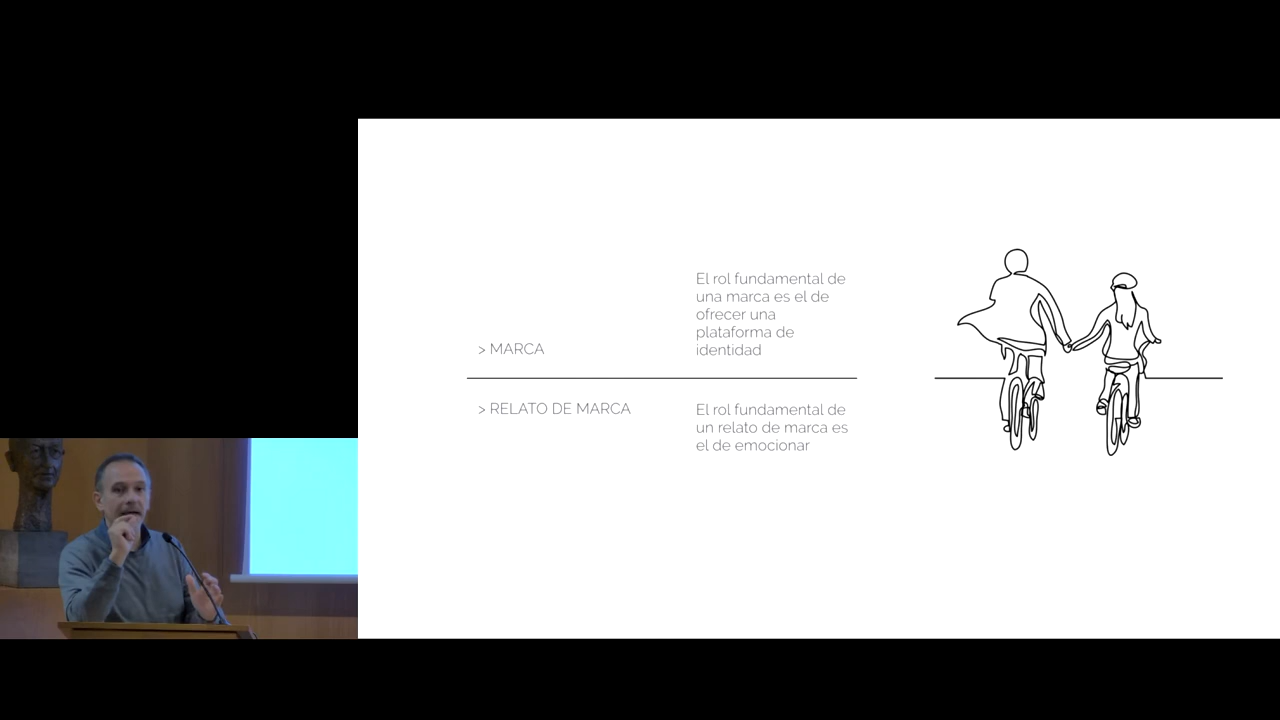 El rol fundamental de
una marca es el de
ofrecer una
plataforma de
identidad
> MARCA
> RELATO DE MARCA
El rol fundamental de
un relato de marca es
el de emocionar